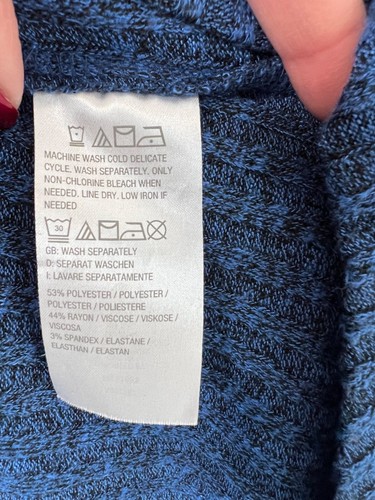 MACHINE WASH COLD DELICATE
CYCLE. WASH SEPARATELY. ONLY
NON-CHLORINE BLEACH WHEN
NEEDED. LINE DRY. LOW IRON IF
NEEDED
30
GB: WASH SEPARATELY
D: SEPARAT WASCHEN
I: LAVARE SEPARATAMENTE
53% POLYESTER / POLYESTER /
POLYESTER / POLIESTERE
44% RAYON / VISCOSE / VISKOSE /
VISCOSA
3% SPANDEX / ELASTANE /
ELASTHAN / ELASTAN